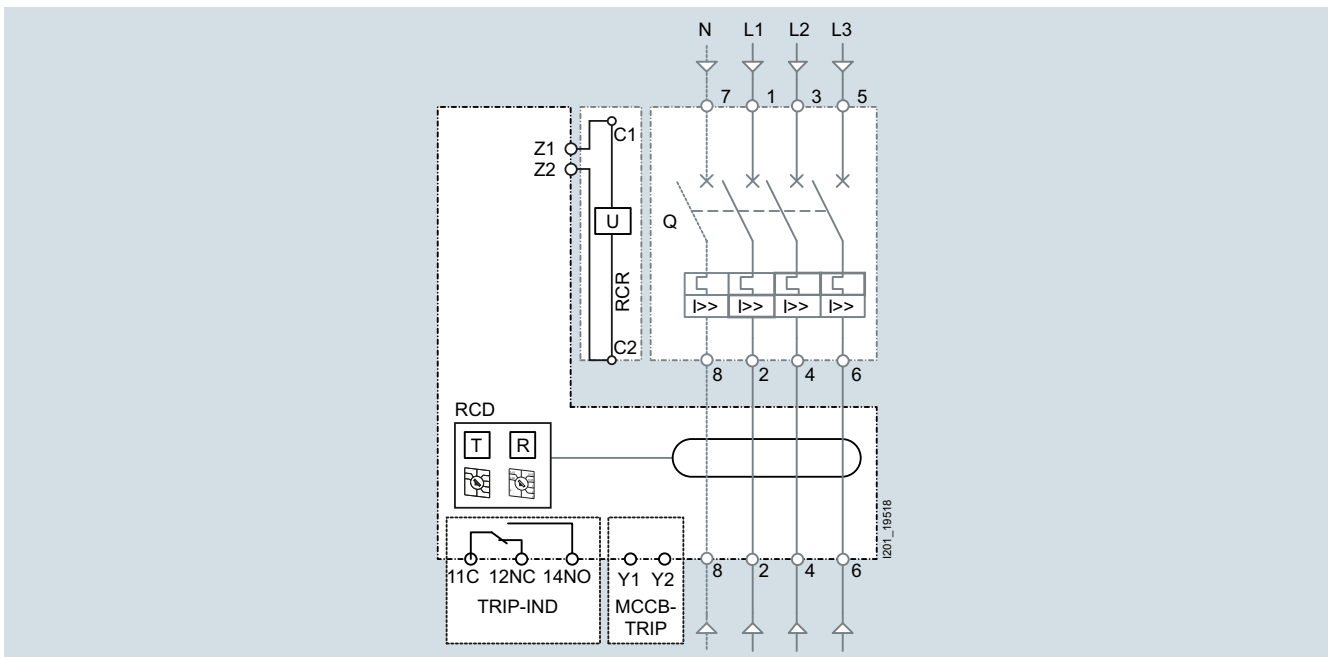 N L1 L2 L3
7 1 3 5
C1
Z1
Z2
U
Q
RCR
I>> I>> I>> I>>
C2
8 2 4 6
RCD
T R
I201_19518
11C 12NC 14NO
Y1 Y2
8 2 4 6
TRIP-IND
MCCB-
TRIP